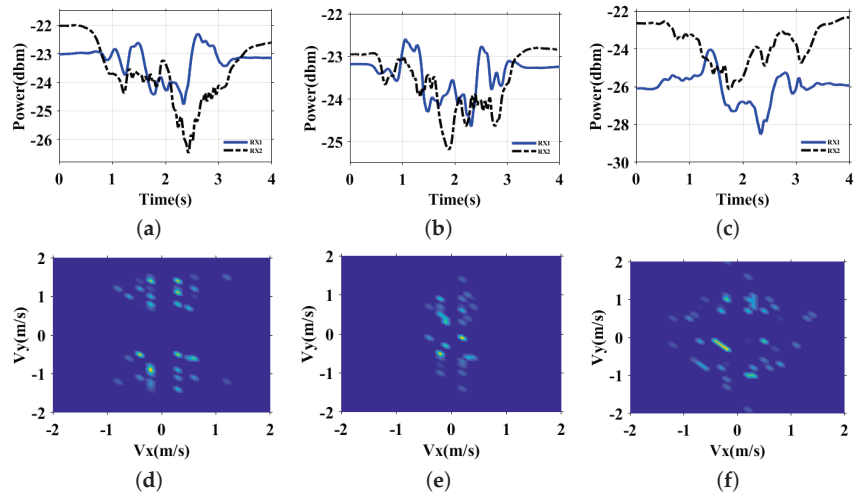 -22
-23
-24
-25
-26
Power(dbm)
RX1
RX2
0 1 2 3 4
Time(s)
(a)
-23
-24
-25
Power(dbm)
RX1
RX2
0 1 2 3 4
Time(s)
(b)
-24
-26
-28
-30
Power(dbm)
RX1
RX2
0 1 2 3 4
Time(s)
(c)
2
1
0
-1
-2
Vy(m/s)
-2 -1 0 1 2
Vx(m/s)
(d)
2
1
0
-1
-2
Vy(m/s)
-2 -1 0 1 2
Vx(m/s)
(e)
2
1
0
-1
-2
Vy(m/s)
-2 -1 0 1 2
Vx(m/s)
(f)